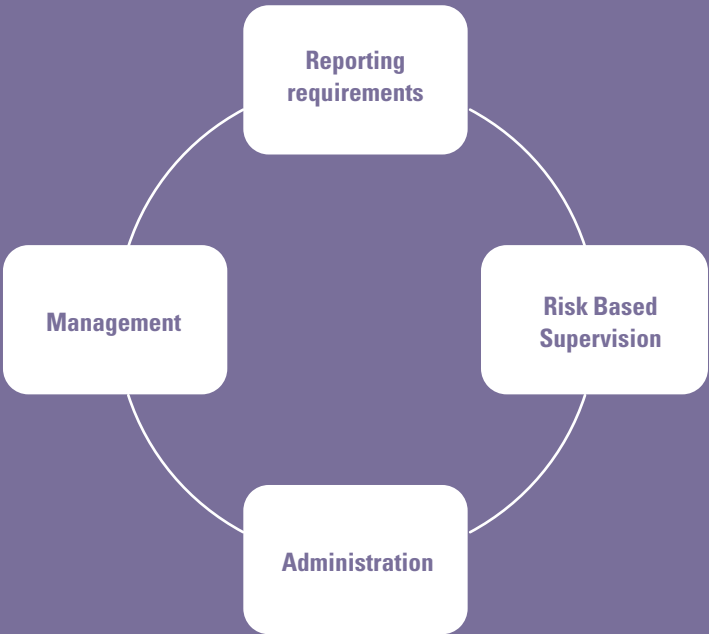 Reporting
requirements
Management
Risk Based
Supervision
Administration